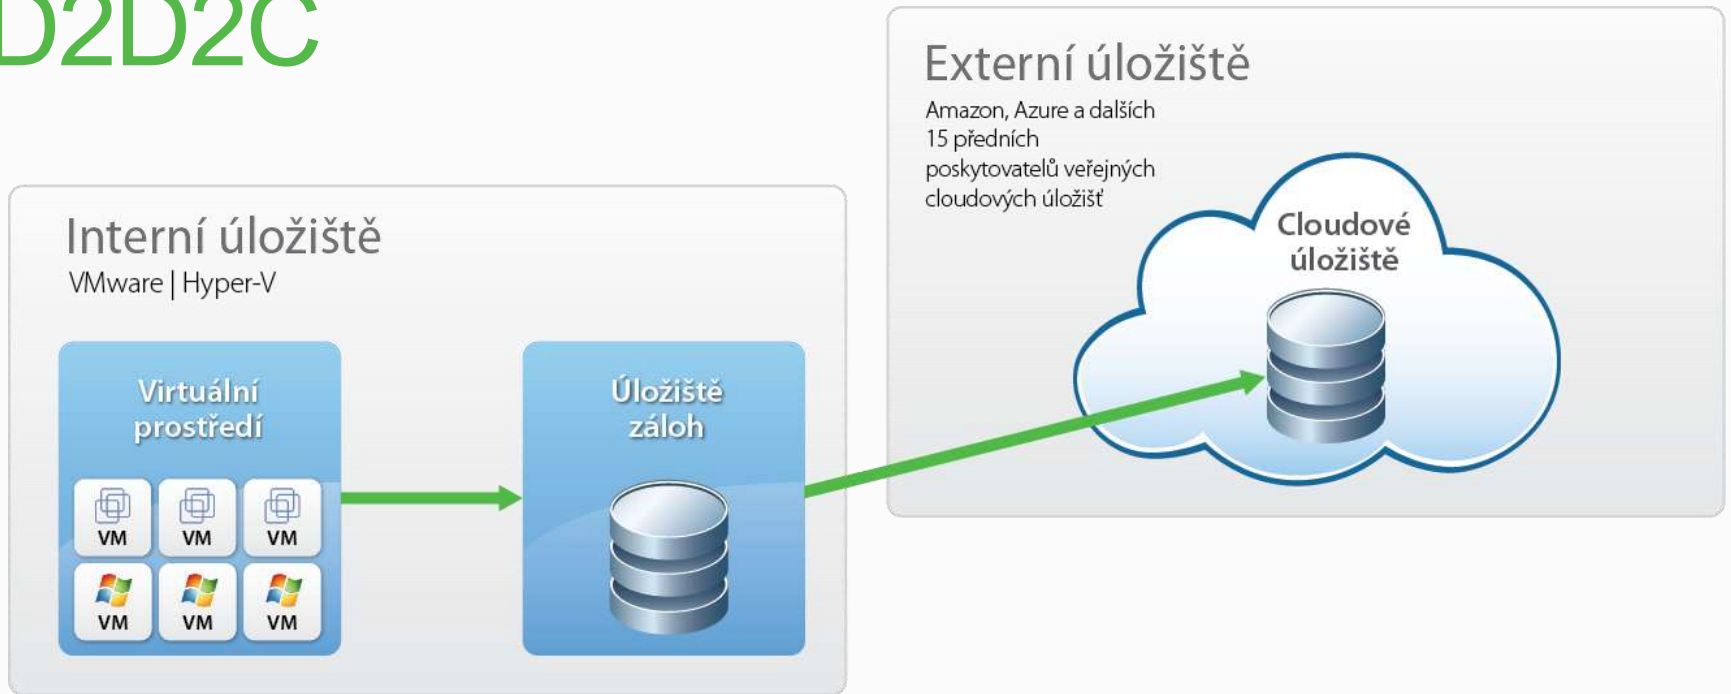 D2D2C
Externí úložiště
Amazon, Azure a dalších
15 předních
poskytovatelů veřejných
cloudových úložišť
Cloudové
úložiště
Interní úložiště
VMware | Hyper-V
Virtuální
prostředí
VM VM VM
VM VM VM
Úložiště
záloh